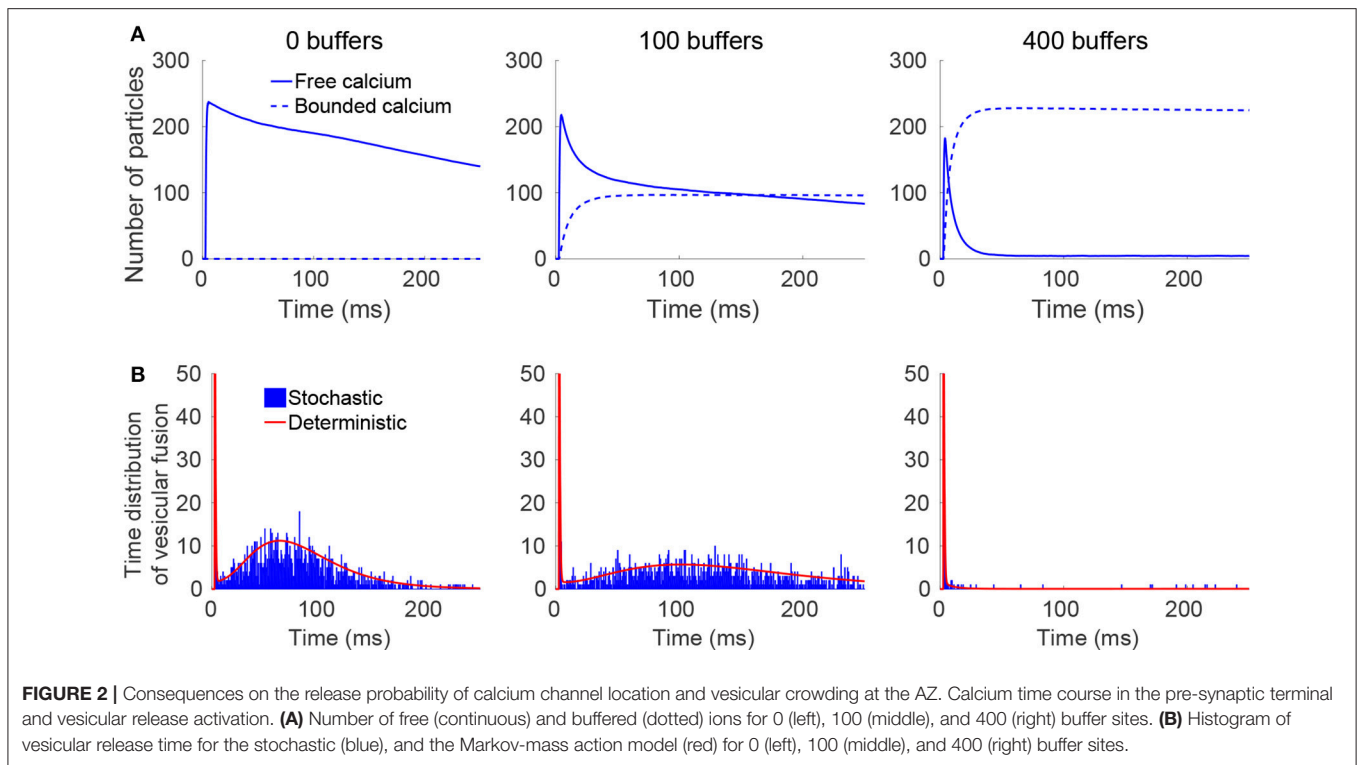 A
0 buffers
100 buffers
400 buffers
Number of particles
300
200
100
0
Free calcium
Bounded calcium
0
100
200
Time (ms)
300
200
100
0
0
100
200
Time (ms)
300
200
100
0
0
100
200
Time (ms)
B
Time distribution
of vesicular fusion
50
40
30
20
10
0
Stochastic
Deterministic
0
100
200
Time (ms)
50
40
30
20
10
0
0
100
200
Time (ms)
50
40
30
20
10
0
0
100
200
Time (ms)
FIGURE 2 | Consequences on the release probability of calcium channel location and vesicular crowding at the AZ. Calcium time course in the pre-synaptic terminal
and vesicular release activation. (A) Number of free (continuous) and buffered (dotted) ions for 0 (left), 100 (middle), and 400 (right) buffer sites. (B) Histogram of
vesicular release time for the stochastic (blue), and the Markov-mass action model (red) for 0 (left), 100 (middle), and 400 (right) buffer sites.